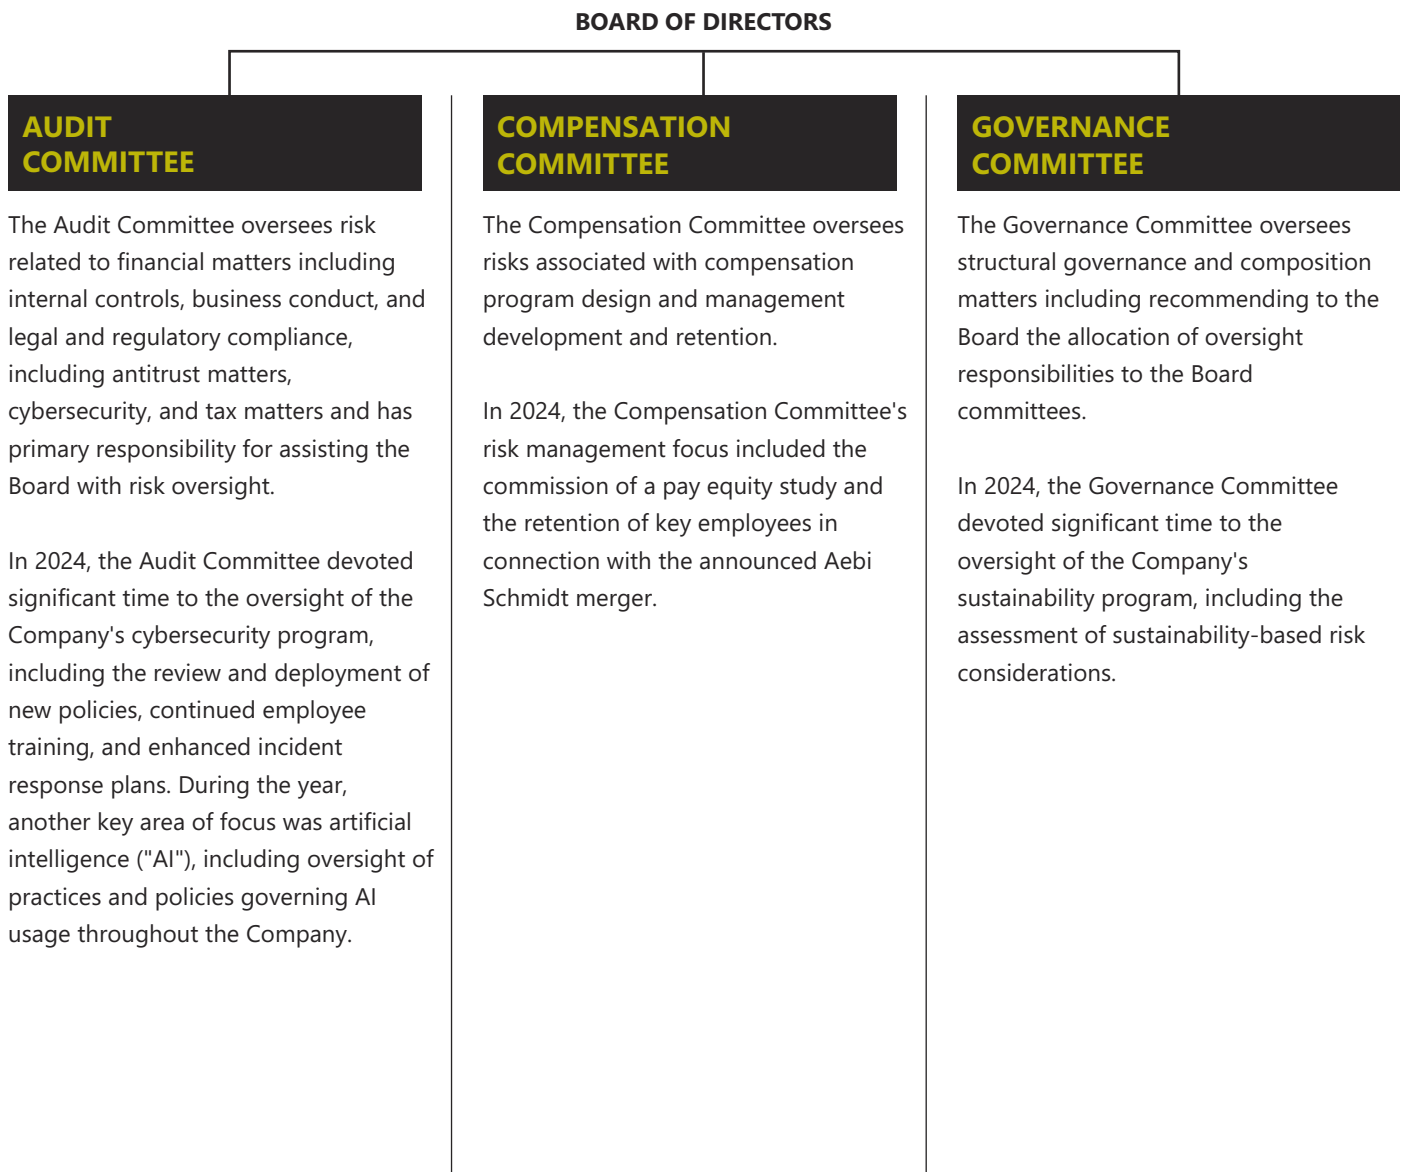 BOARD OF DIRECTORS
AUDIT
COMMITTEE
The Audit Committee oversees risk
related to financial matters including
internal controls, business conduct, and
legal and regulatory compliance,
including antitrust matters,
cybersecurity, and tax matters and has
primary responsibility for assisting the
Board with risk oversight.
In 2024, the Audit Committee devoted
significant time to the oversight of the
Company's cybersecurity program,
including the review and deployment of
new policies, continued employee
training, and enhanced incident
response plans. During the year,
another key area of focus was artificial
intelligence ("AI"), including oversight of
practices and policies governing AI
usage throughout the Company.
COMPENSATION
COMMITTEE
The Compensation Committee oversees
risks associated with compensation
program design and management
development and retention.
In 2024, the Compensation Committee's
risk management focus included the
commission of a pay equity study and
the retention of key employees in
connection with the announced Aebi
Schmidt merger.
GOVERNANCE
COMMITTEE
The Governance Committee oversees
structural governance and composition
matters including recommending to the
Board the allocation of oversight
responsibilities to the Board
committees.
In 2024, the Governance Committee
devoted significant time to the
oversight of the Company's
sustainability program, including the
assessment of sustainability-based risk
considerations.